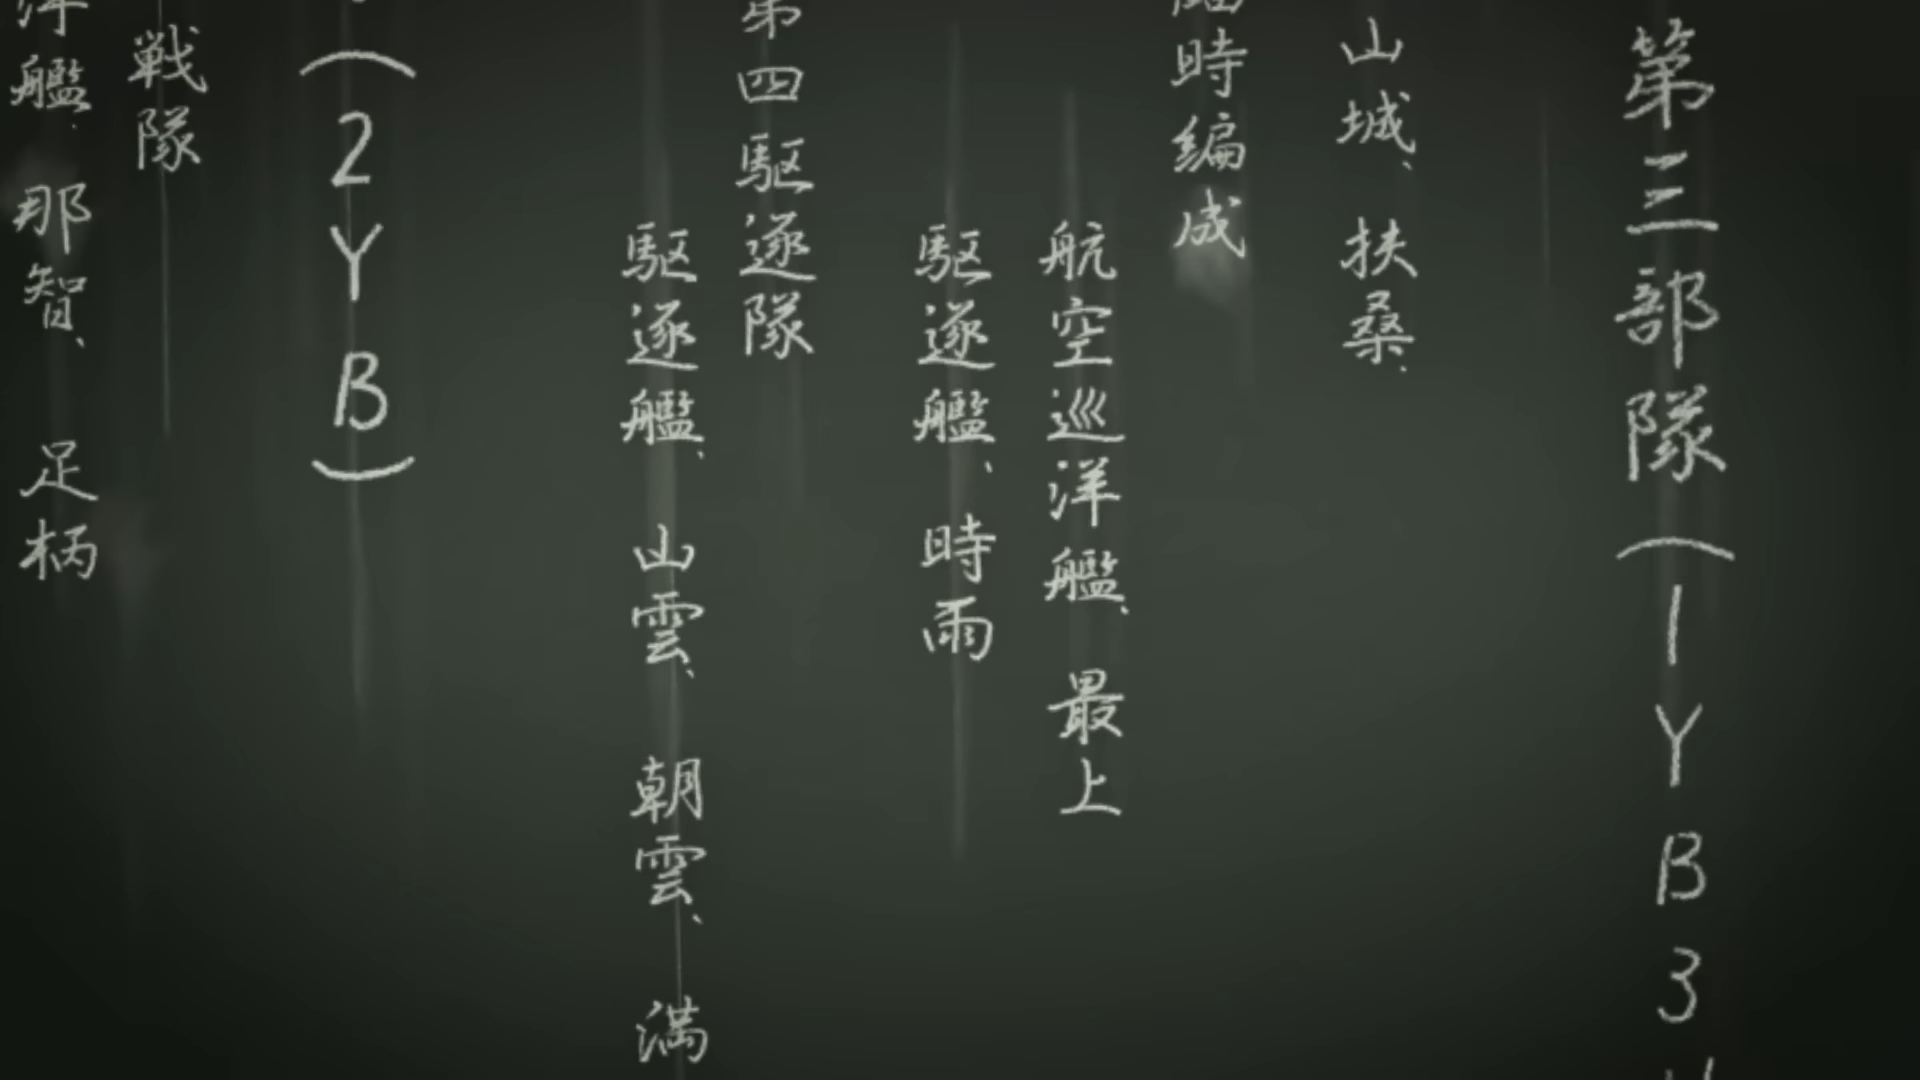 第三部隊(1YB3
山城、扶桑、
時編成
航空巡洋艦、最上
駆逐艦、時雨
第四駆逐隊
駆逐艦、山雲、朝雲、満
(2YB)
戦隊
洋艦、那智、足柄